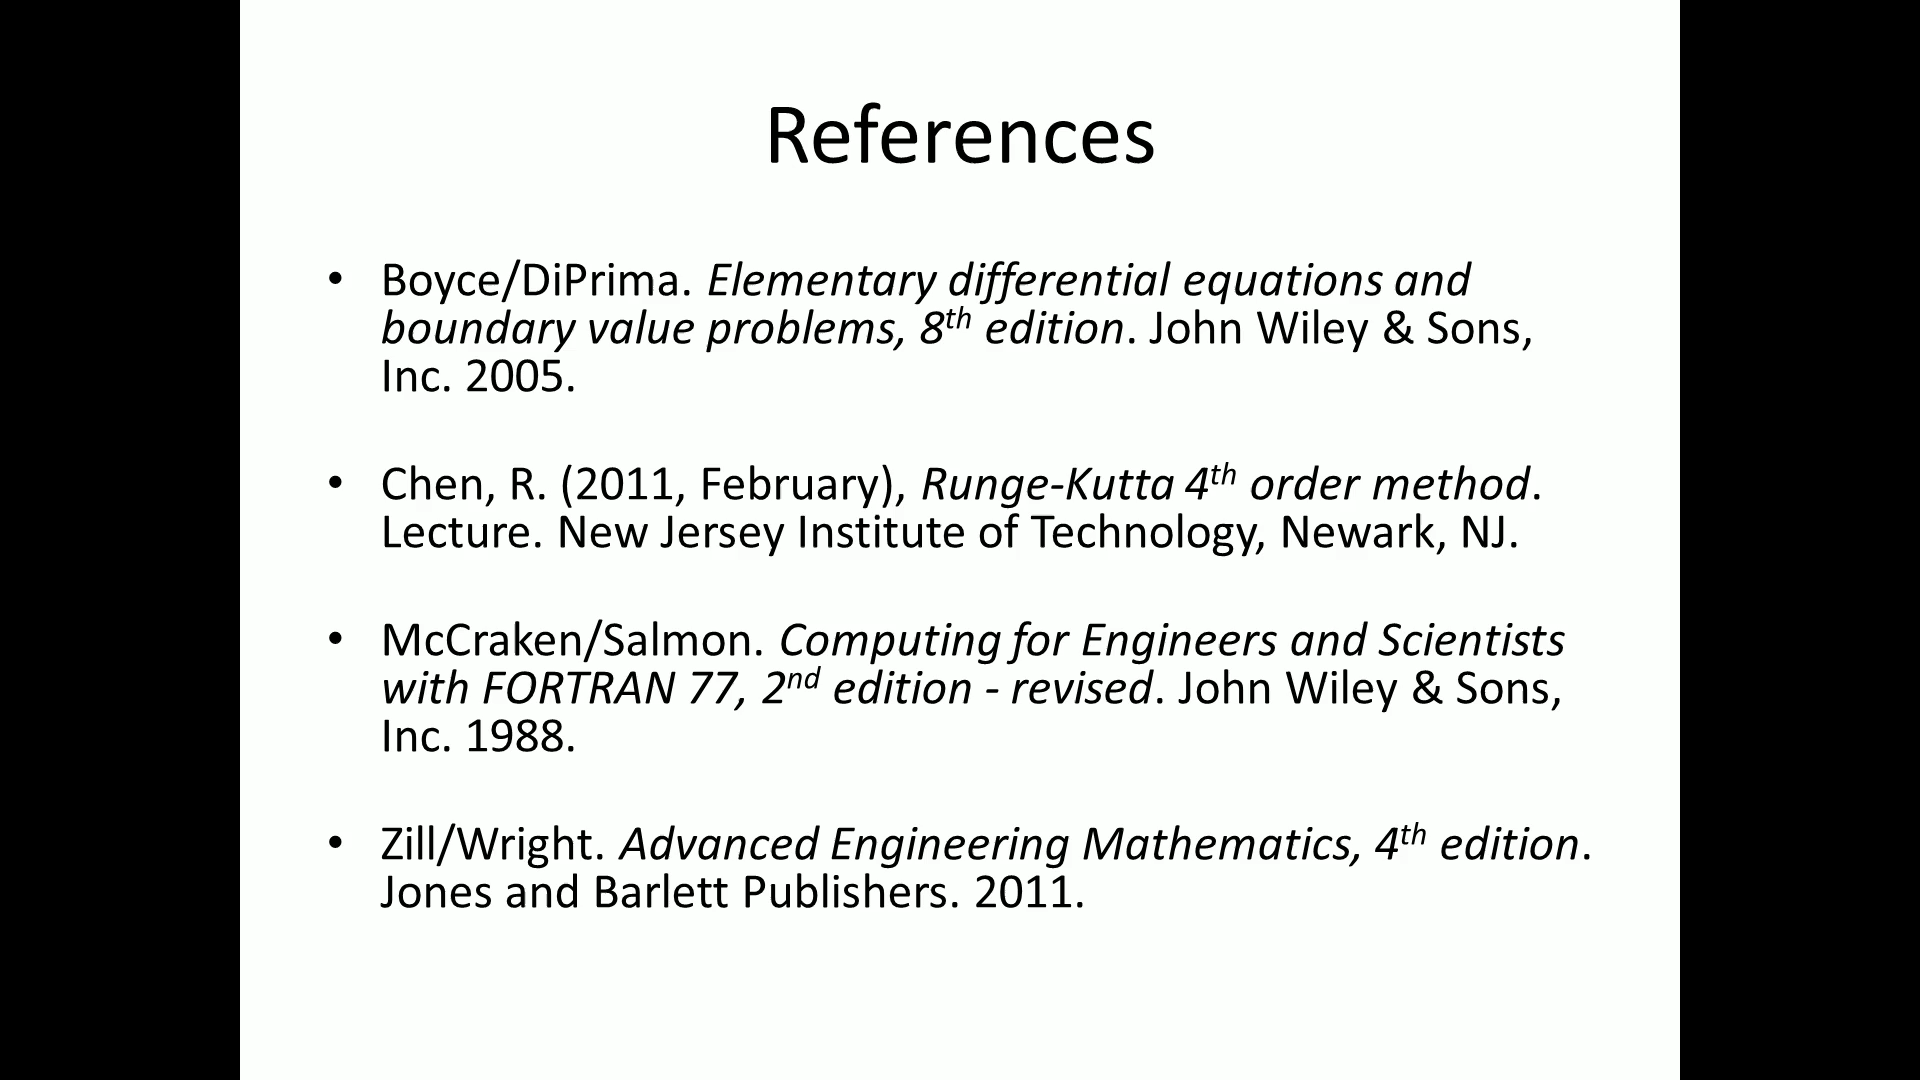 References
• Boyce/DiPrima. Elementary differential equations and
boundary value problems, 8th edition. John Wiley & Sons,
Inc. 2005.
• Chen, R. (2011, February), Runge-Kutta 4th order method.
Lecture. New Jersey Institute of Technology, Newark, NJ.
• McCraken/Salmon. Computing for Engineers and Scientists
with FORTRAN 77, 2nd edition - revised. John Wiley & Sons,
Inc. 1988.
• Zill/Wright. Advanced Engineering Mathematics, 4th edition.
Jones and Barlett Publishers. 2011.